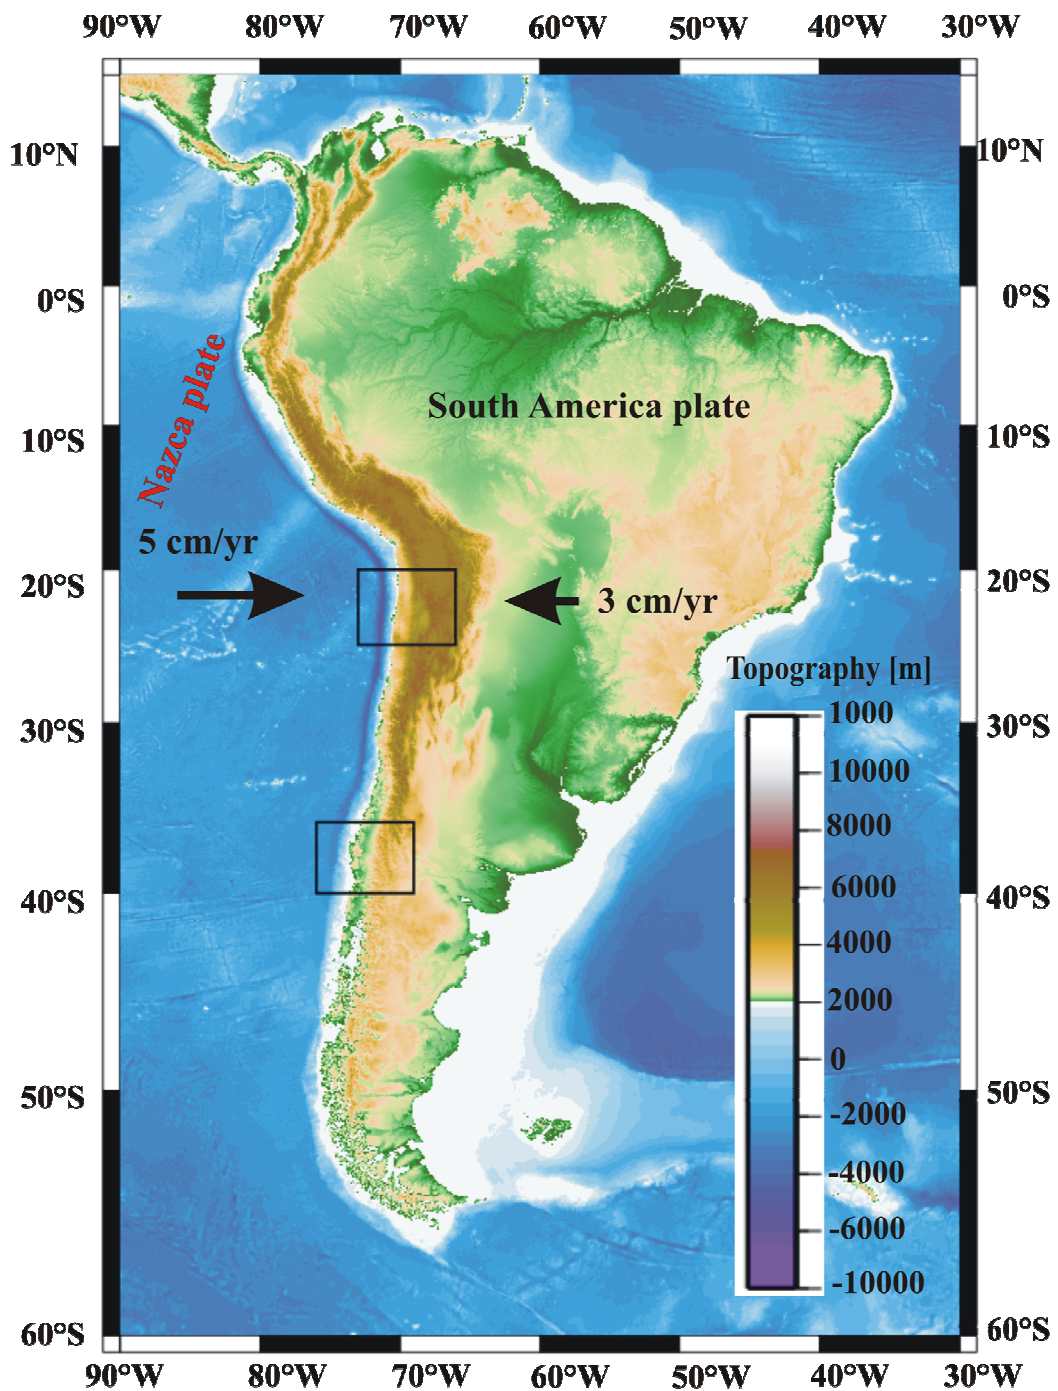 90°W 80°W 70°W 60°W 50°W 40°W 30°W
10°N 10°N
0°S 0°S
Nazca plate
South America plate
10°S 10°S
5 cm/yr
20°S 20°S
3 cm/yr
Topography [m]
30°S 30°S
1000
10000
8000
6000
40°S 40°S
4000
2000
0
50°S 50°S
-2000
-4000
-6000
-10000
60°S 60°S
90°W 80°W 70°W 60°W 50°W 40°W 30°W